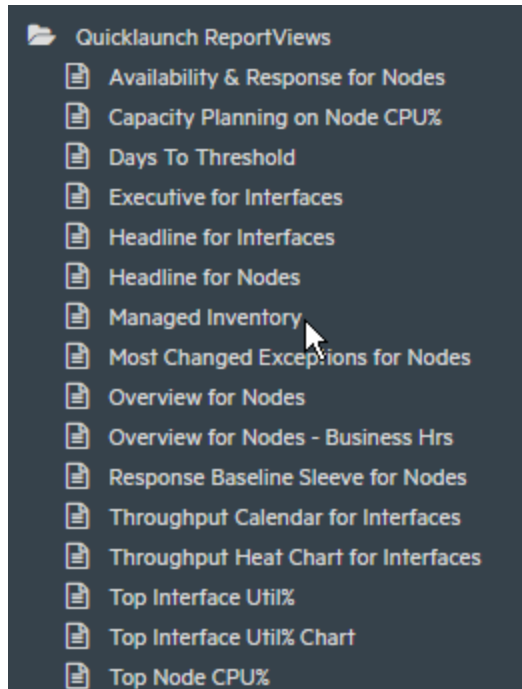 Quicklaunch ReportViews
Availability & Response for Nodes
Capacity Planning on Node CPU%
Days To Threshold
Executive for Interfaces
Headline for Interfaces
Headline for Nodes
Managed Inventory
Most Changed Exceptions for Nodes
Overview for Nodes
Overview for Nodes - Business Hrs
Response Baseline Sleeve for Nodes
Throughput Calendar for Interfaces
Throughput Heat Chart for Interfaces
Top Interface Util%
Top Interface Util% Chart
Top Node CPU%